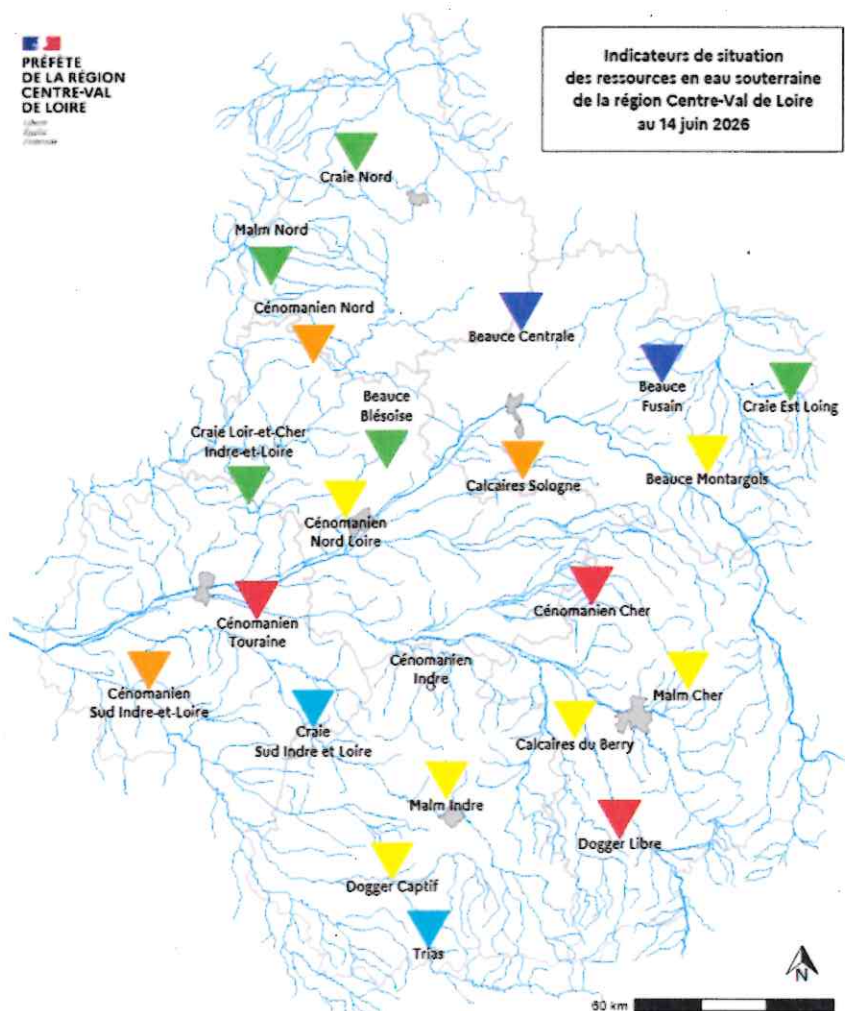 PRÉFÈTE
DE LA RÉGION
CENTRE-VAL
DE LOIRE
Indicateurs de situation
des ressources en eau souterraine
de la région Centre-Val de Loire
au 14 juin 2026
Craie Nord
Malm Nord
Cénomanien Nord
Beauce Centrale
Beauce
Fusain
Craie Est Loing
Beauce
Blésoise
Craie Loir-et-Cher
Indre-et-Loire
Calcaires Sologne
Beauce Montargois
Cénomanien
Nord Loire
Cénomanien
Touraine
Cénomanien Cher
Cénomanien
Indre
Cénomanien
Sud Indre-et-Loire
Malm Cher
Craie
Sud Indre et Loire
Calcaires du Berry
Malm Indre
Dogger Libre
Dogger Captif
Trias
N
60 km